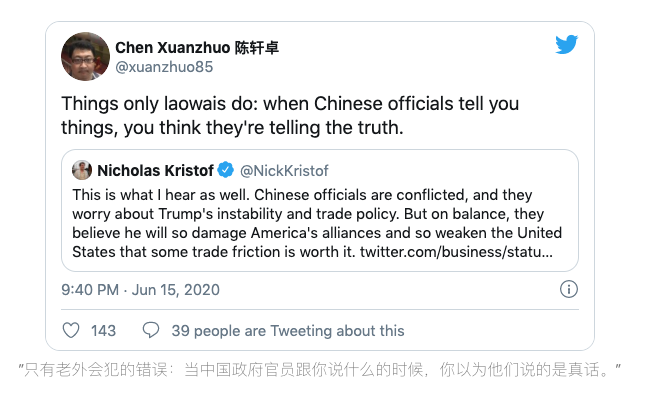 Chen Xuanzhuo 陈轩卓
@xuanzhuo85
Things only laowais do: when Chinese officials tell you
things, you think they're telling the truth.
Nicholas Kristof @NickKristof
This is what I hear as well. Chinese officials are conflicted, and they
worry about Trump's instability and trade policy. But on balance, they
believe he will so damage America's alliances and so weaken the United
States that some trade friction is worth it. twitter.com/business/statu...
9:40 PM · Jun 15, 2020
143 39 people are Tweeting about this
"只有老外会犯的错误：当中国政府官员跟你说什么的时候，你以为他们说的是真话。"